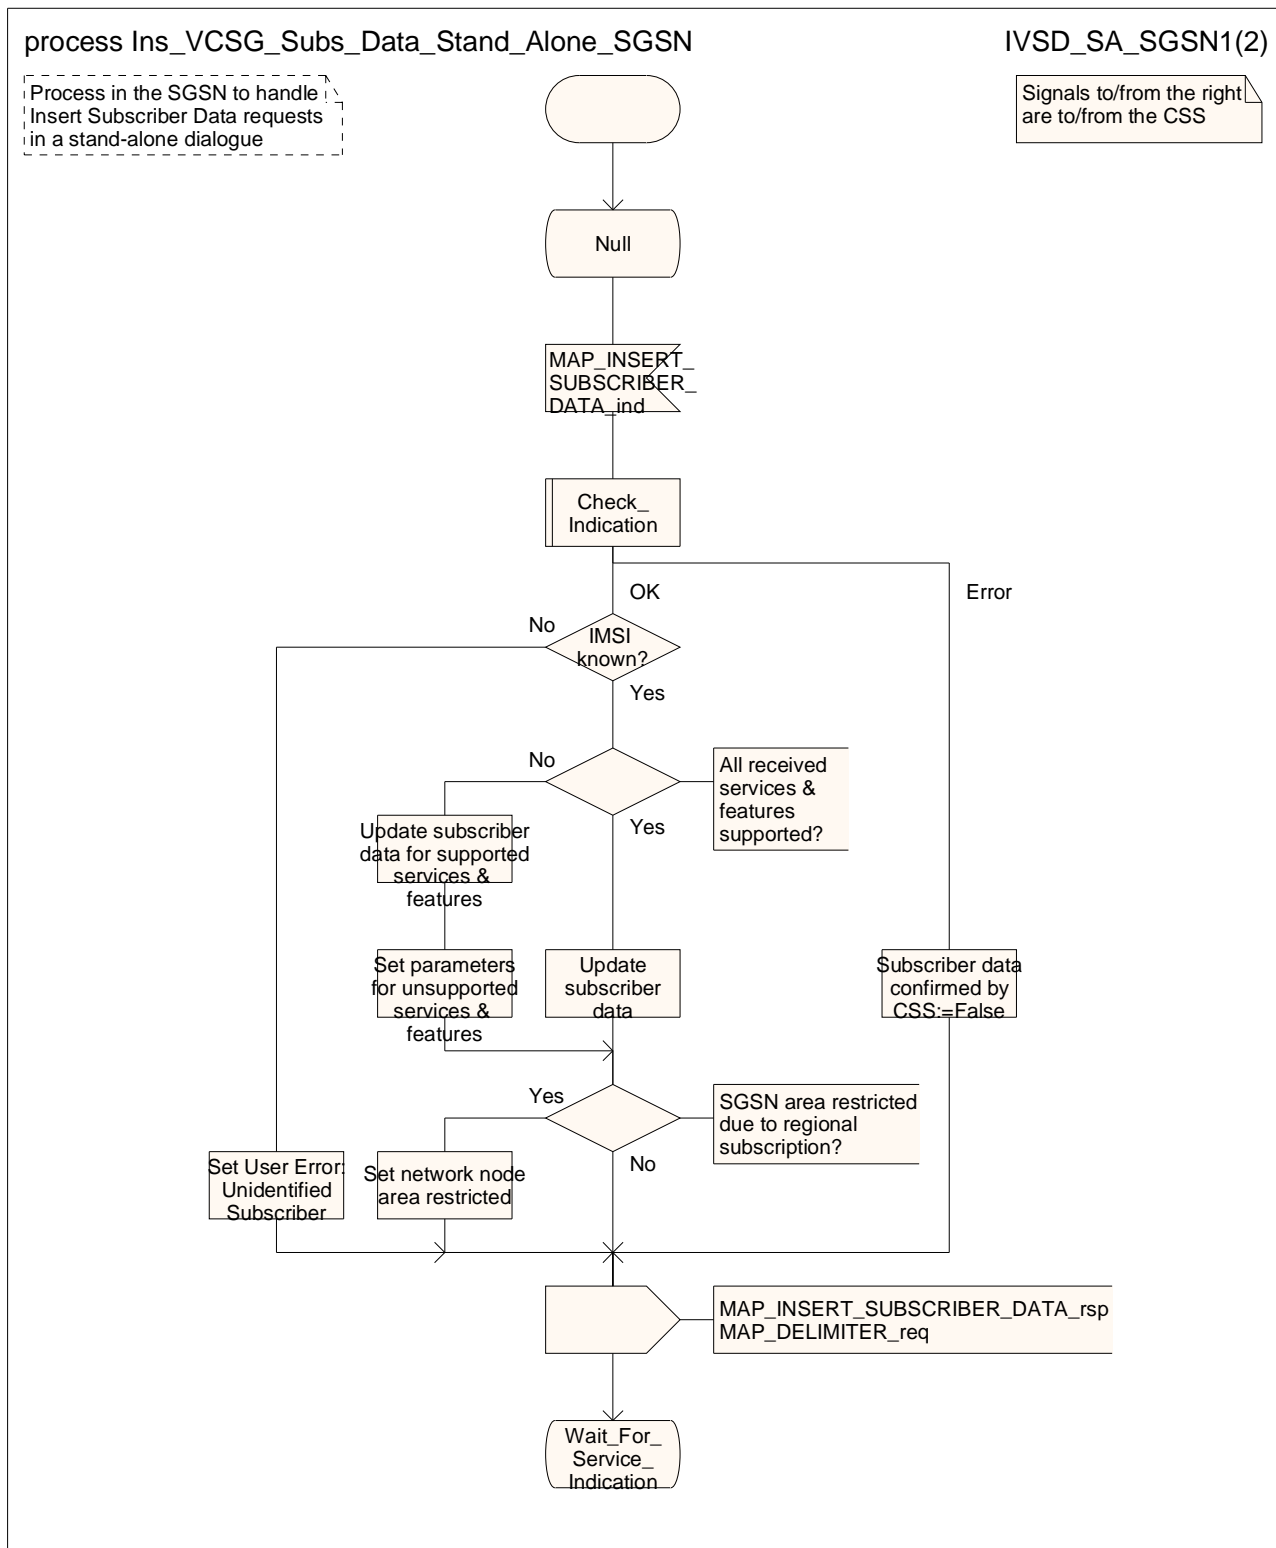 process Ins_VCSG_Subs_Data_Stand_Alone_SGSN
IVSD_SA_SGSN1(2)
Process in the SGSN to handle
Insert Subscriber Data requests
in a stand-alone dialogue
Signals to/from the right
are to/from the CSS
Null
MAP_INSERT_
SUBSCRIBER_
DATA_ind
Check_
Indication
OK
Error
No
IMSI
known?
Yes
No
All received
services &
features
supported?
Yes
Update subscriber
data for supported
services &
features
Set parameters
for unsupported
services &
features
Update
subscriber
data
Subscriber data
confirmed by
CSS:=False
Yes
SGSN area restricted
due to regional
subscription?
No
Set User Error:
Unidentified
Subscriber
Set network node
area restricted
MAP_INSERT_SUBSCRIBER_DATA_rsp
MAP_DELIMITER_req
Wait_For_
Service_
Indication